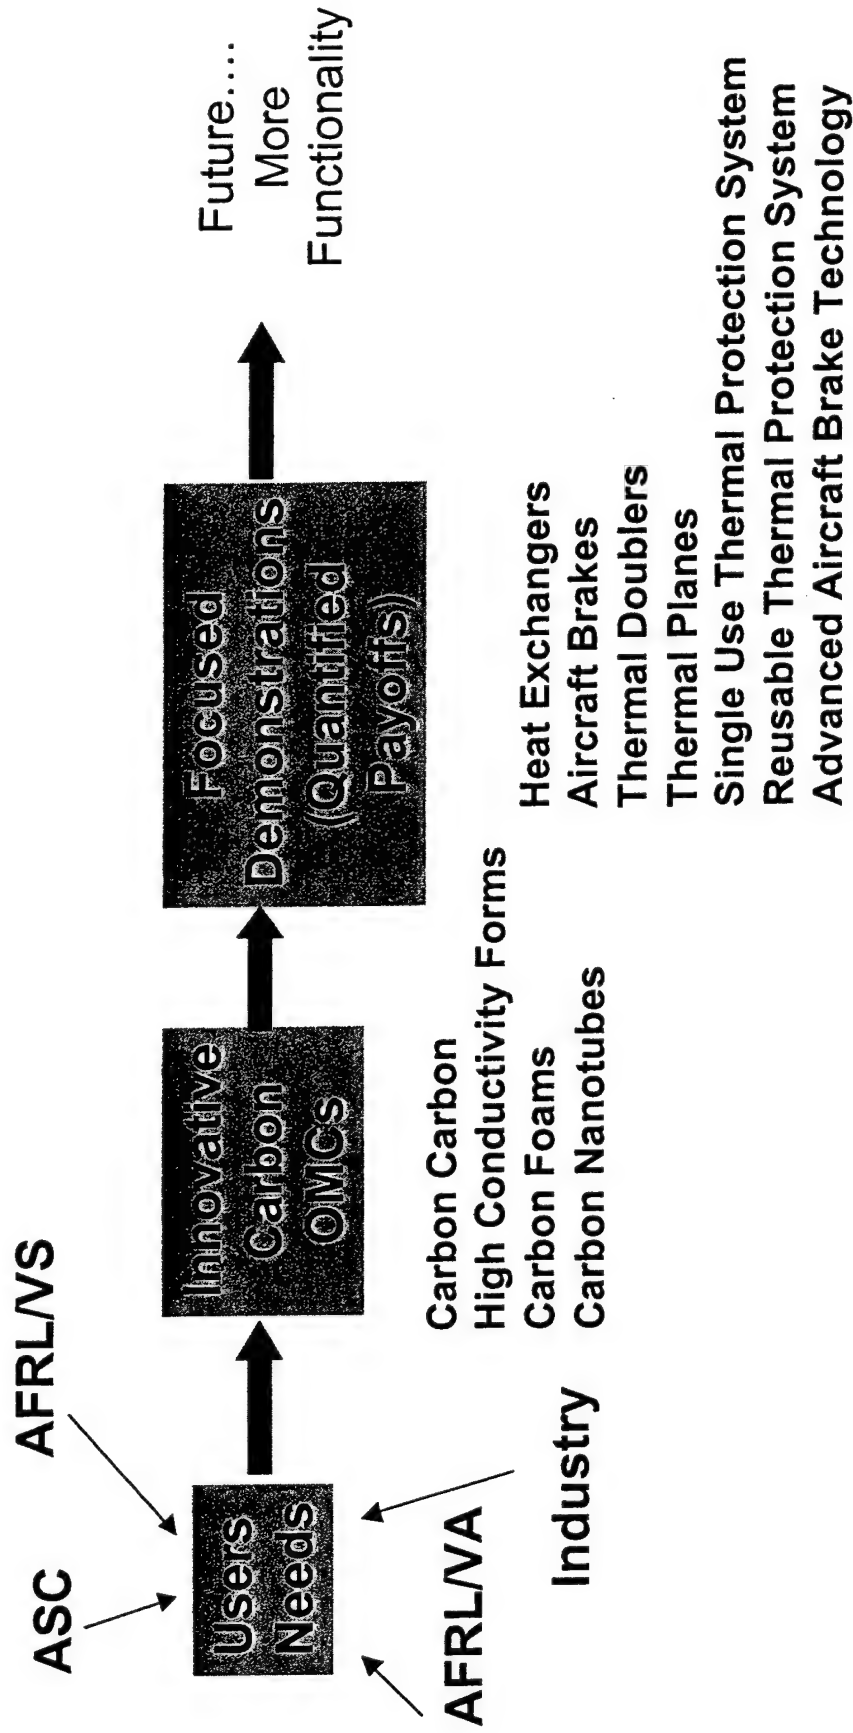 ASC
AFRL/VS
Users
Needs
AFRL/VA
Industry
Innovative
Carbon
OMCs
Carbon Carbon
High Conductivity Forms
Carbon Foams
Carbon Nanotubes
Focused
Demonstrations
(Quantified
Payoffs)
Heat Exchangers
Aircraft Brakes
Thermal Doublers
Thermal Planes
Single Use Thermal Protection System
Reusable Thermal Protection System
Advanced Aircraft Brake Technology
Future....
More
Functionality